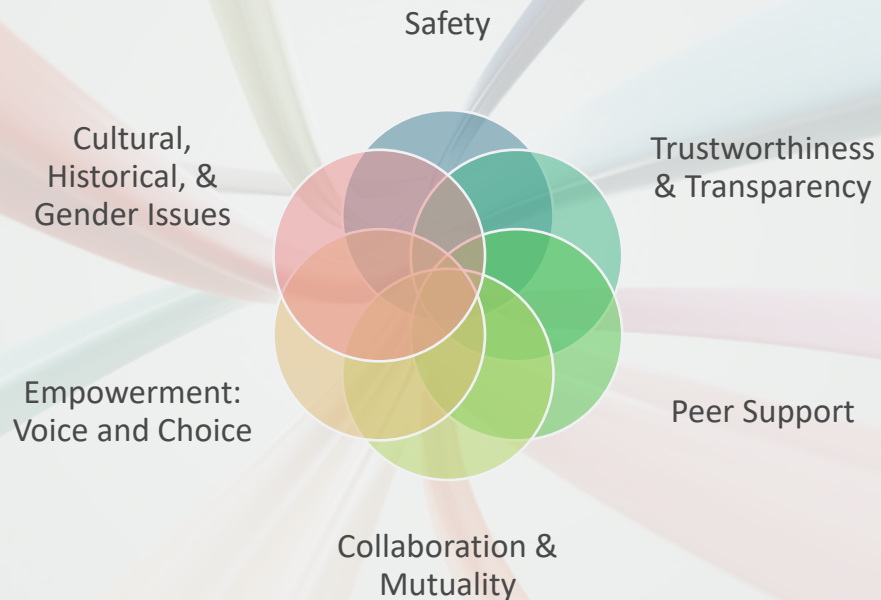 Safety
Trustworthiness
& Transparency
Peer Support
Collaboration &
Mutuality
Empowerment:
Voice and Choice
Cultural,
Historical, &
Gender Issues